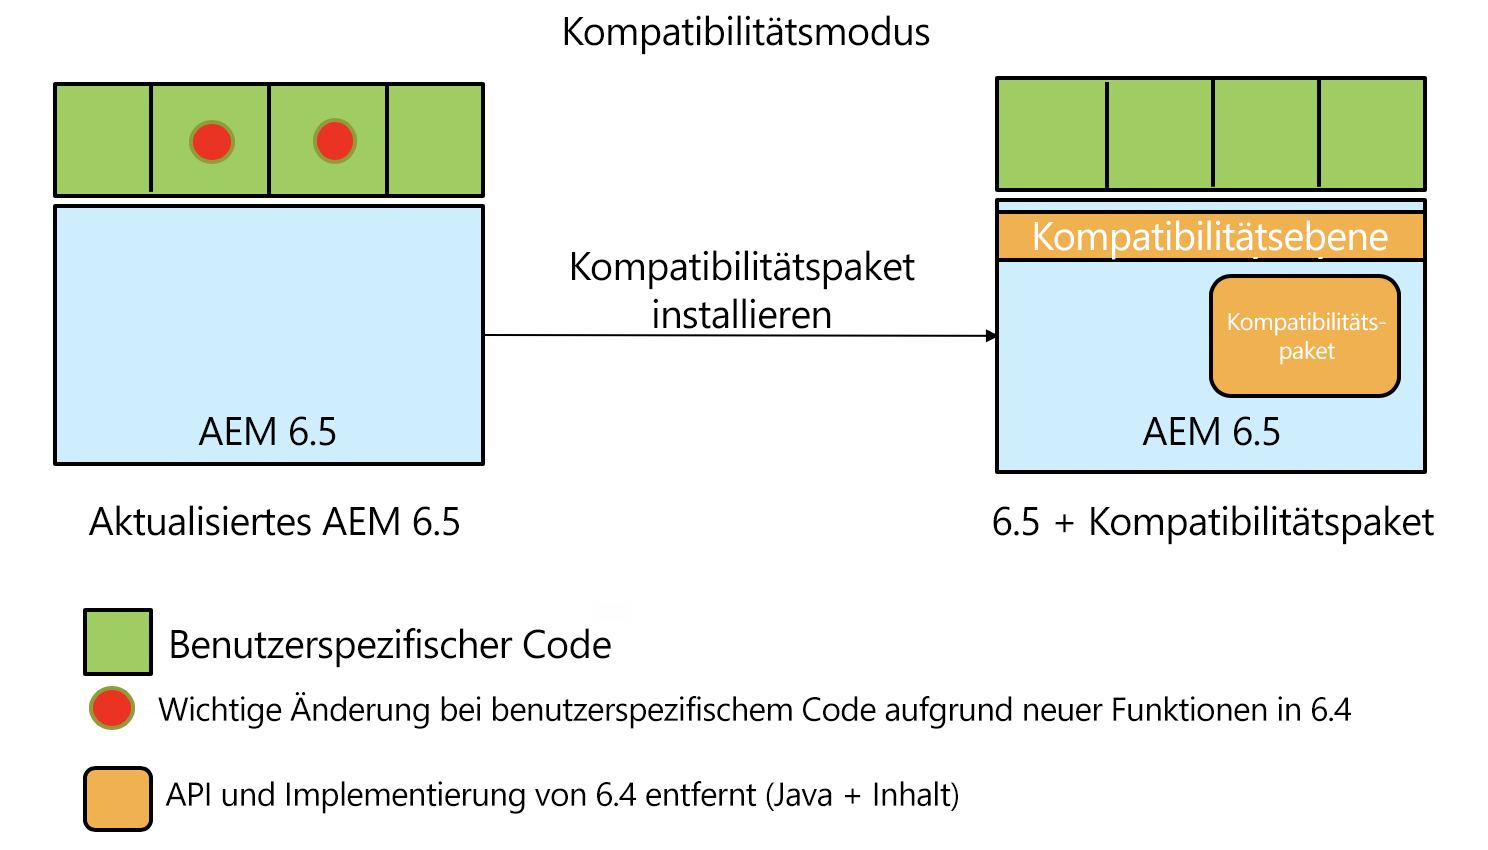 Kompatibilitätsmodus
Kompatibilitätsebene
Kompatibilitätspaket
installieren
Kompatibilitäts-
paket
AEM 6.5
AEM 6.5
Aktualisiertes AEM 6.5
6.5 + Kompatibilitätspaket
Benutzerspezifischer Code
Wichtige Änderung bei benutzerspezifischem Code aufgrund neuer Funktionen in 6.4
API und Implementierung von 6.4 entfernt (Java + Inhalt)